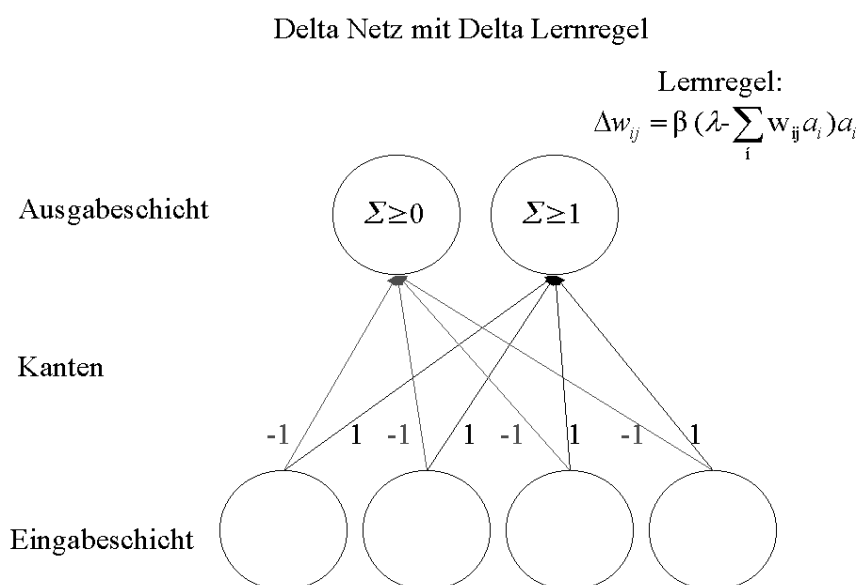 Delta Netz mit Delta Lernregel
Lernregel:
Δw_ij = β (λ-∑_i w_ij a_i)a_i
Ausgabeschicht
Σ≥0 Σ≥1
Kanten
-1 1 -1 1 -1 1 -1 1
Eingabeschicht